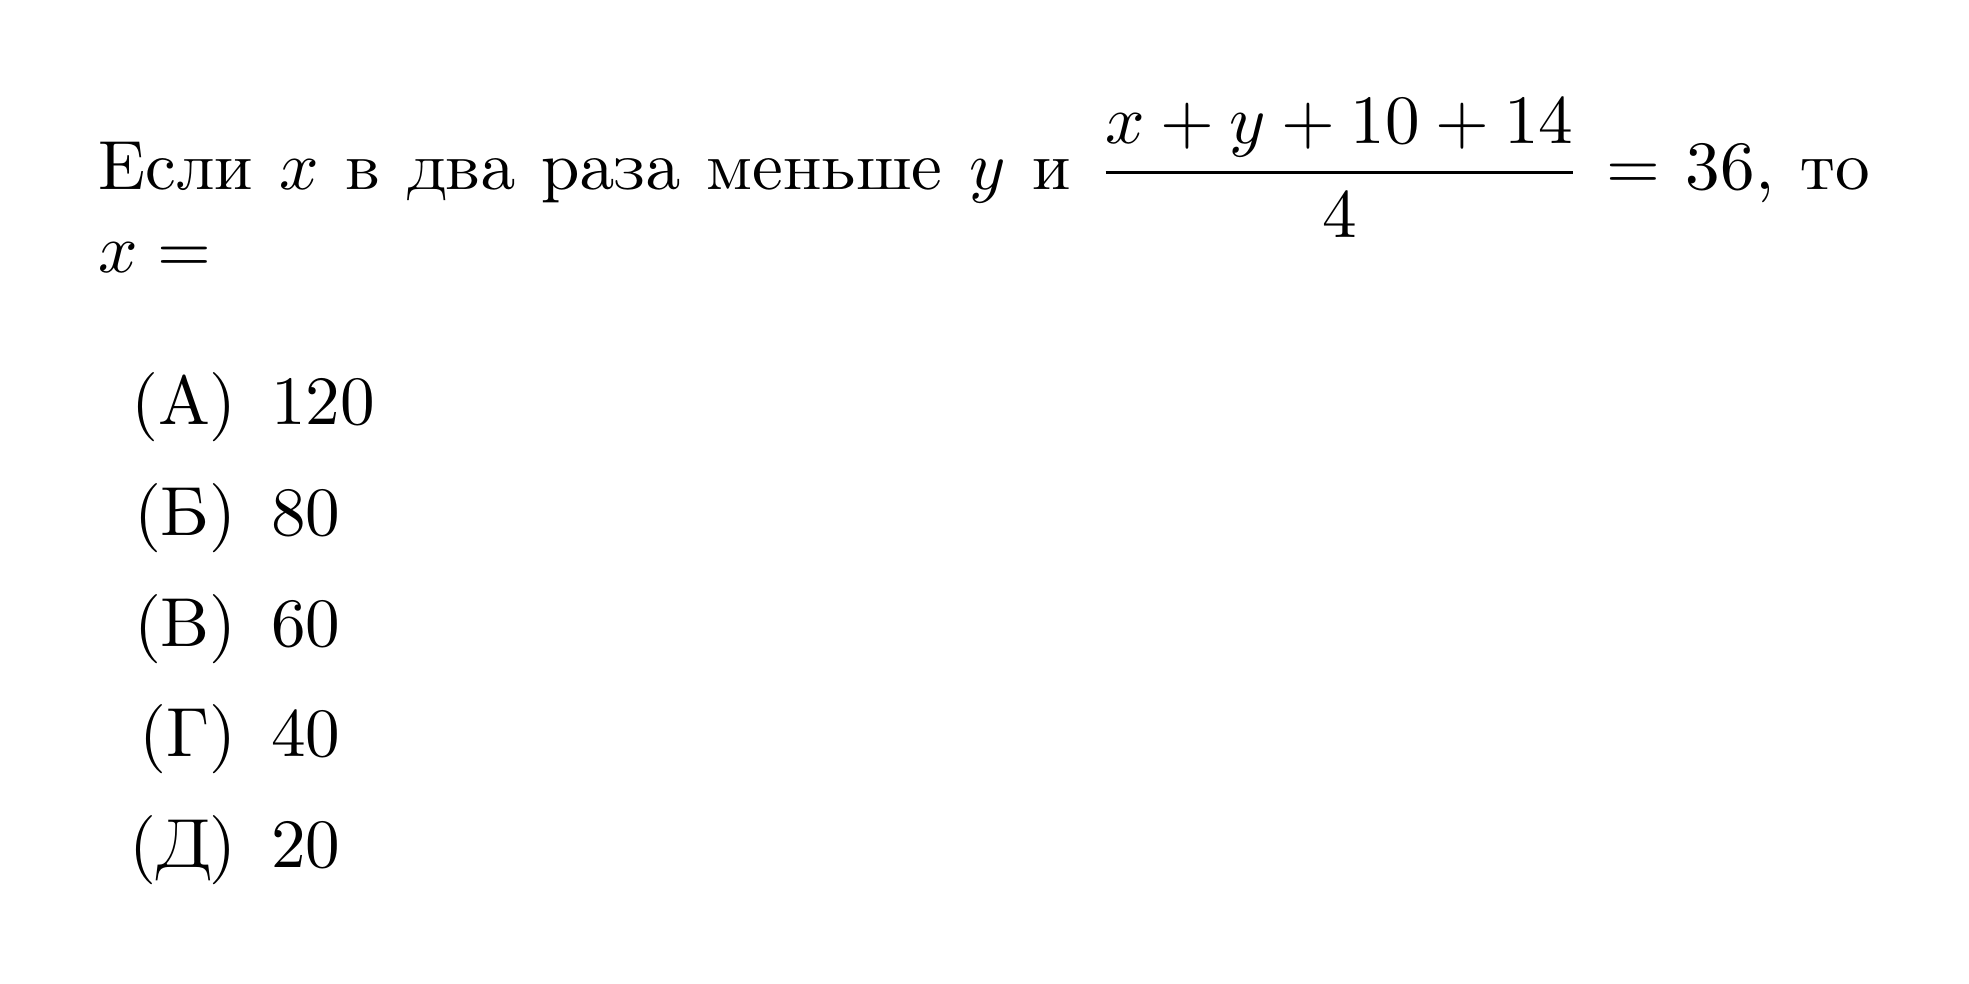 Если x в два раза меньше y и \frac{x + y + 10 + 14}{4} = 36, то
x =
(А) 120
(Б) 80
(В) 60
(Г) 40
(Д) 20